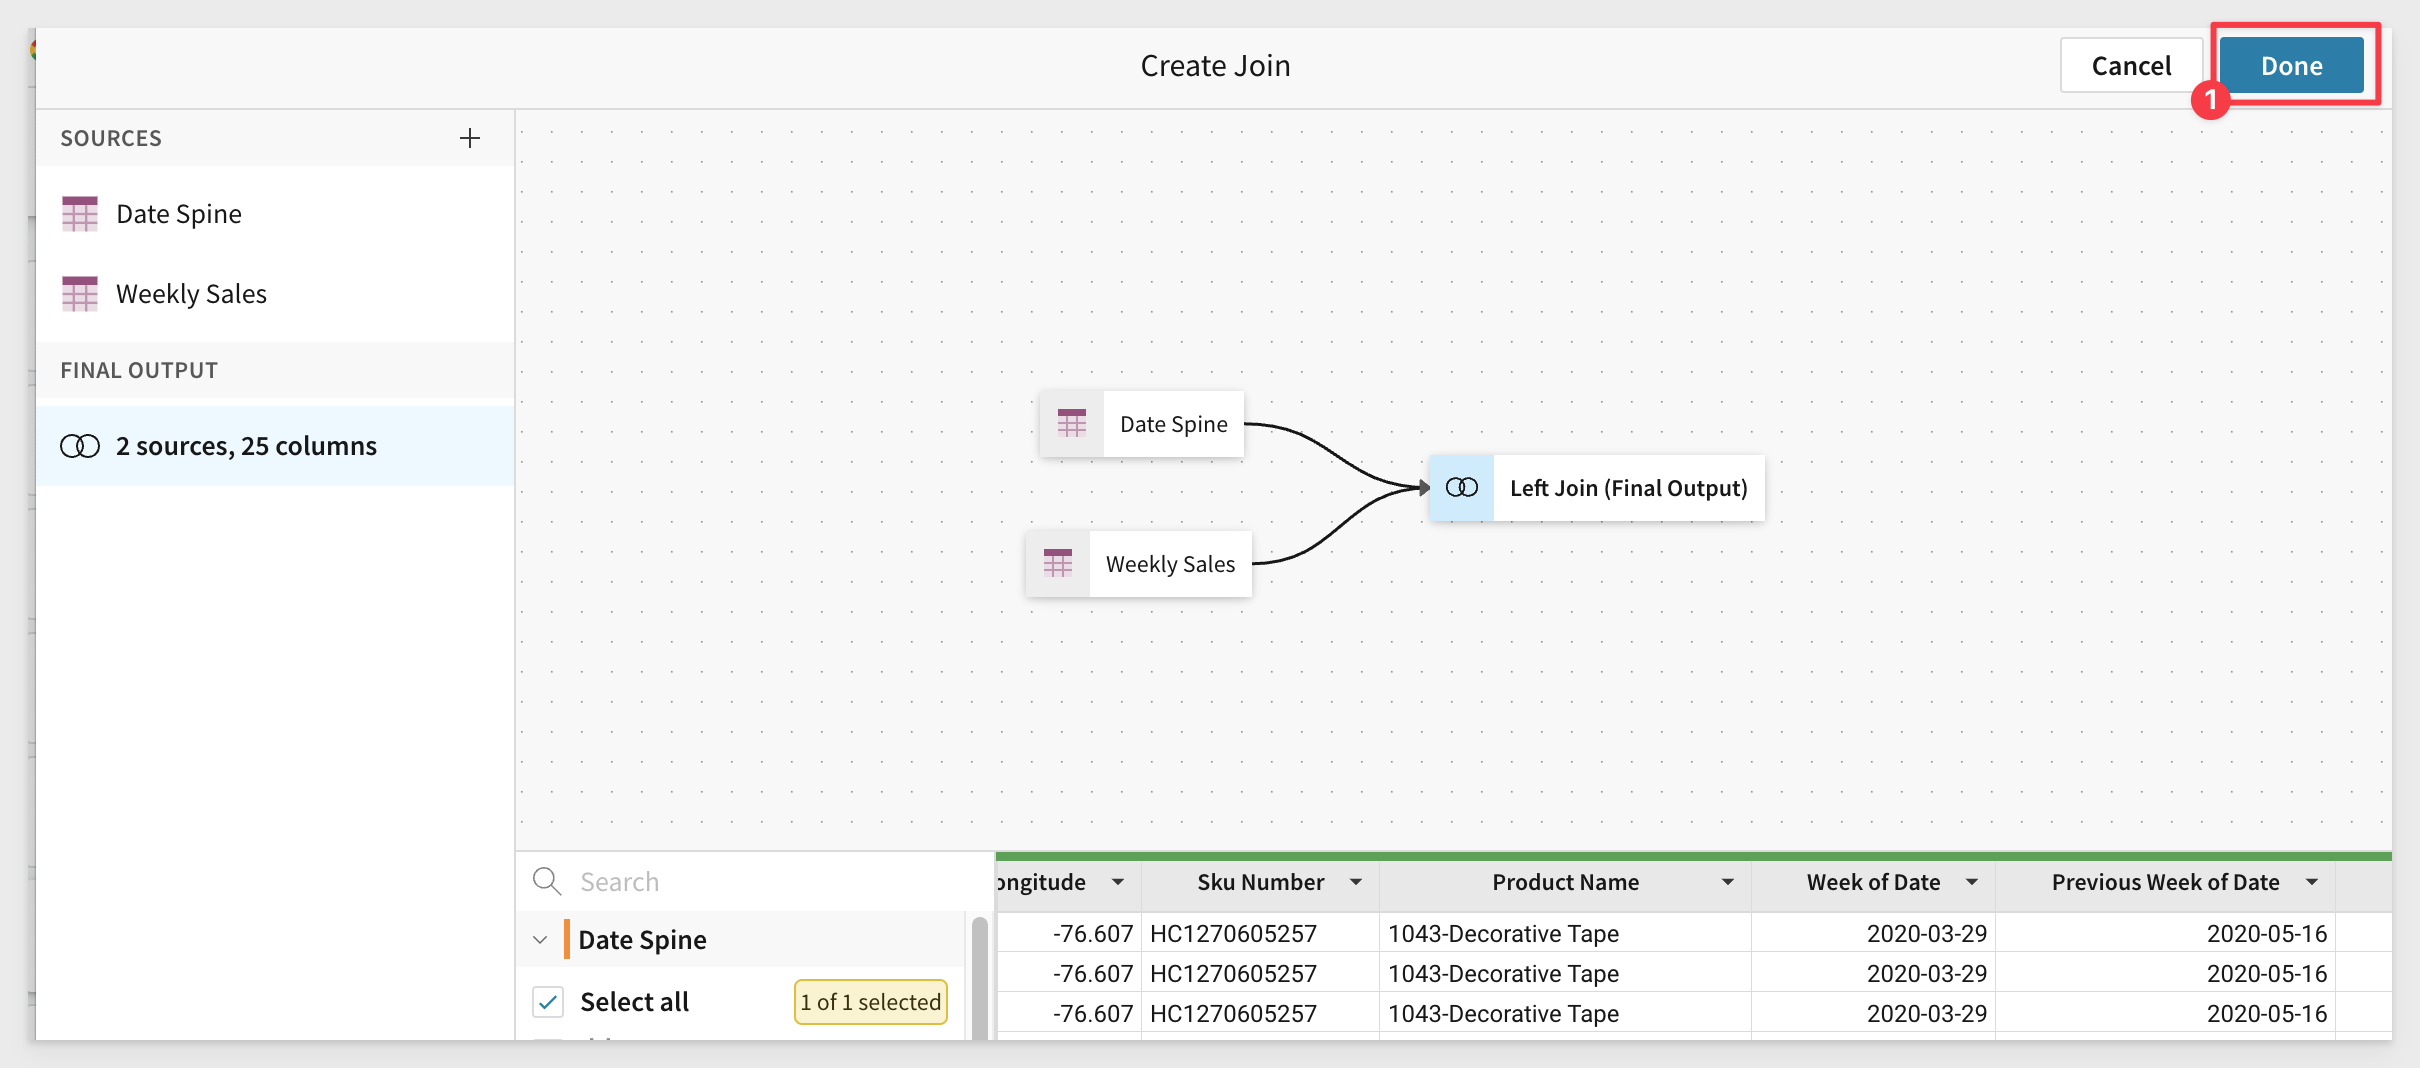 Create Join
Cancel
Done
1
SOURCES
Date Spine
Weekly Sales
FINAL OUTPUT
2 sources, 25 columns
Date Spine
Left Join (Final Output)
Weekly Sales
Search
Date Spine
Select all
1 of 1 selected
ongitude Sku Number Product Name Week of Date Previous Week of Date
-76.607 HC1270605257 1043-Decorative Tape 2020-03-29 2020-05-16
-76.607 HC1270605257 1043-Decorative Tape 2020-03-29 2020-05-16
-76.607 HC1270605257 1043-Decorative Tape 2020-03-29 2020-05-16